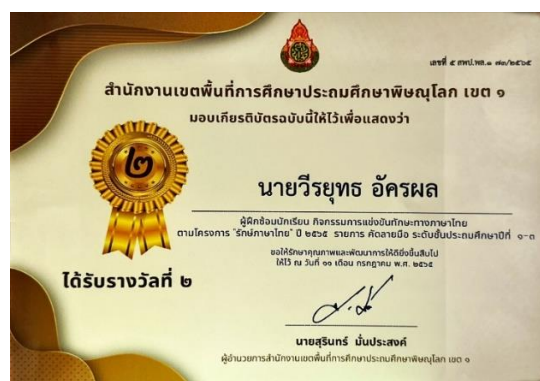 เลขที่ ๕ สพป.พล.๑ ๗๓/๒๕๖๕
สำนักงานเขตพื้นที่การศึกษาประถมศึกษาพิษณุโลก เขต ๑
มอบเกียรติบัตรฉบับนี้ให้ไว้เพื่อแสดงว่า
๒
นายวีรยุทธ อัครผล
ผู้ฝึกซ้อมนักเรียน กิจกรรมการแข่งขันทักษะทางภาษาไทย
ตามโครงการ "รักษ์ภาษาไทย" ปี ๒๕๖๕ รายการ คัดลายมือ ระดับชั้นประถมศึกษาปีที่ ๑-๓
ขอให้รักษาคุณภาพและพัฒนาการให้ดียิ่งขึ้นสืบไป
ให้ไว้ ณ วันที่ ๑๑ เดือน กรกฎาคม พ.ศ. ๒๕๖๕
ได้รับรางวัลที่ ๒
นายสุรินทร์ มั่นประสงค์
ผู้อำนวยการสำนักงานเขตพื้นที่การศึกษาประถมศึกษาพิษณุโลก เขต ๑